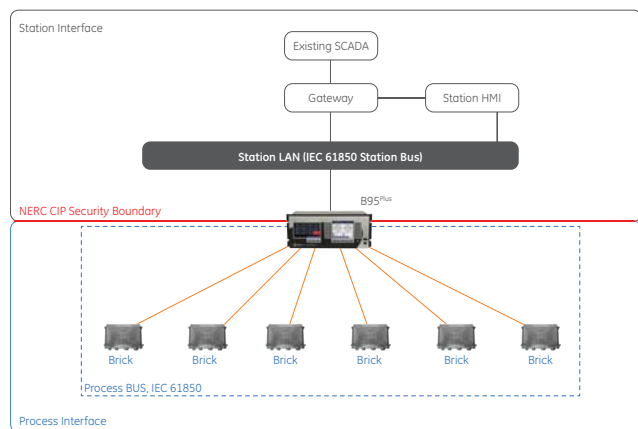 Station Interface
Existing SCADA
Gateway
Station HMI
Station LAN (IEC 61850 Station Bus)
B95Plus
NERC CIP Security Boundary
Brick
Brick
Brick
Brick
Brick
Brick
Process BUS, IEC 61850
Process Interface